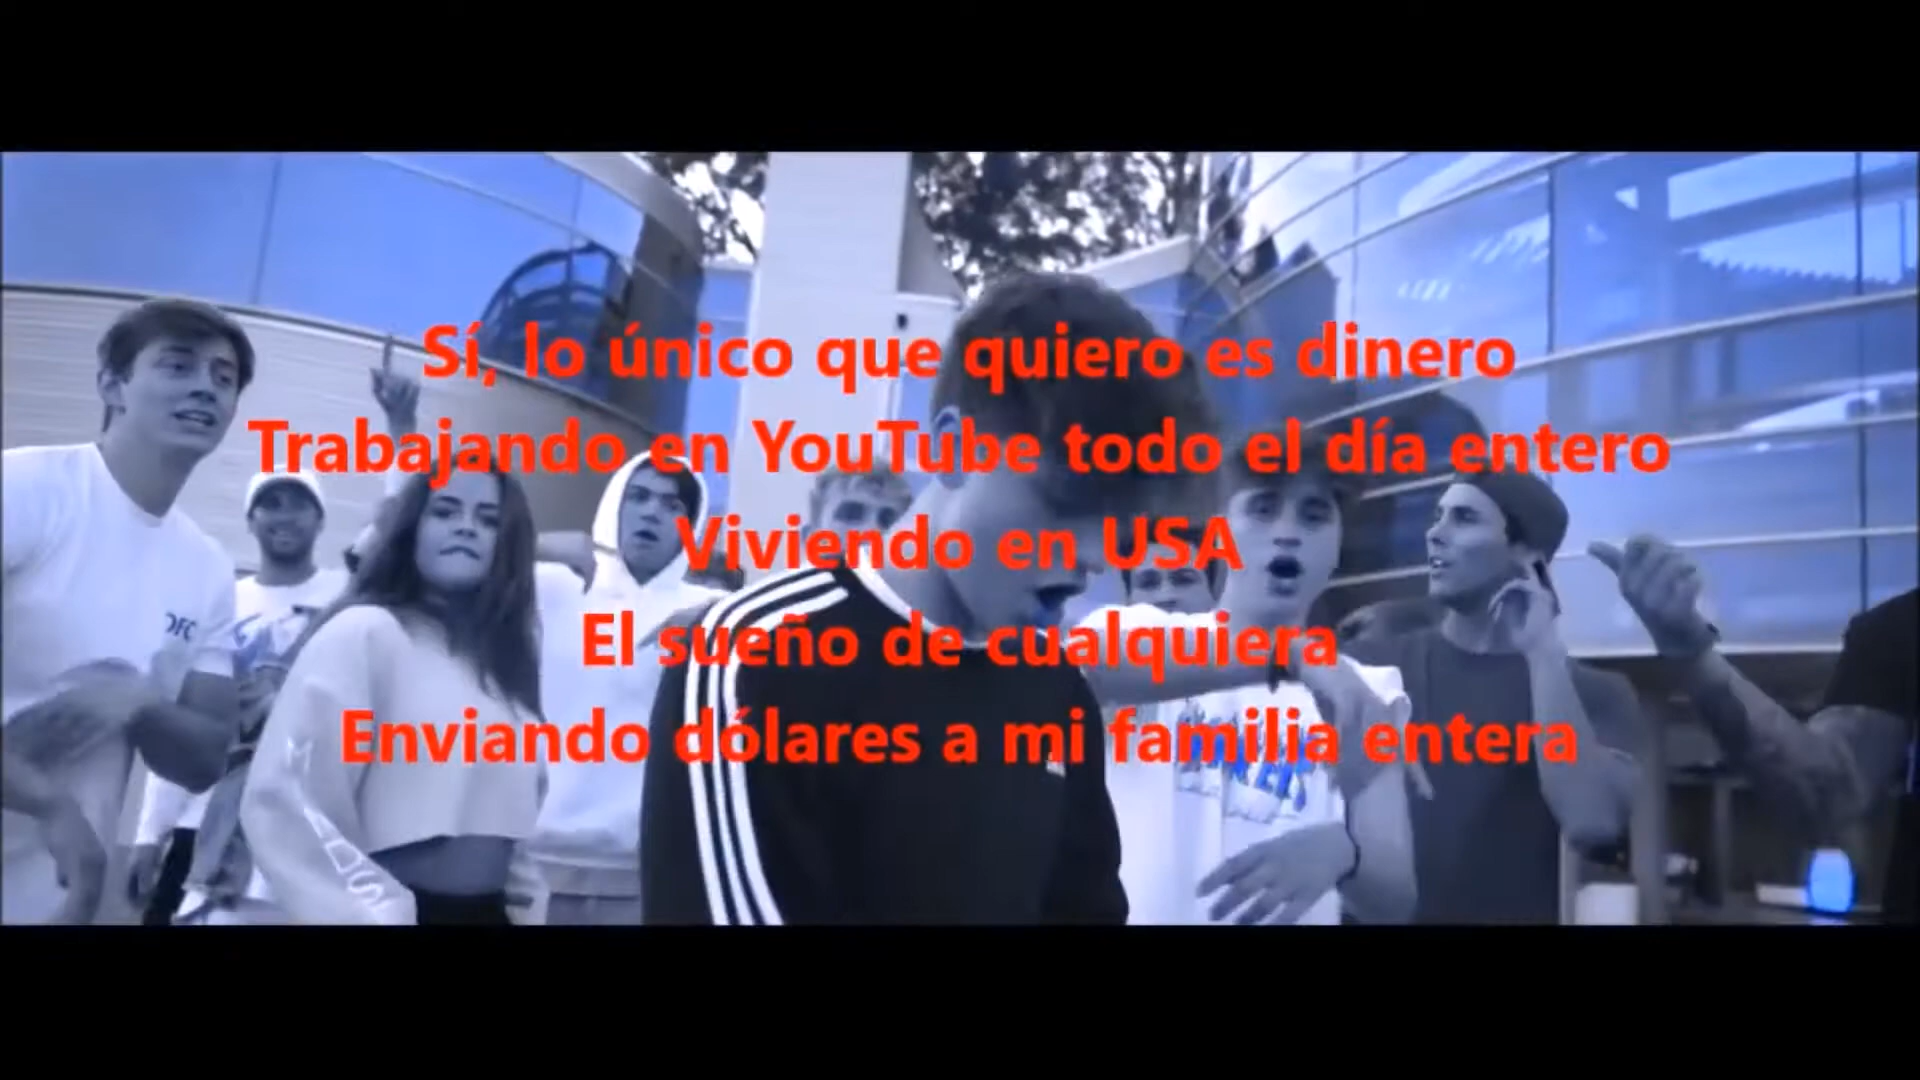 Sí, lo único que quiero es dinero
Trabajando en YouTube todo el día entero
Viviendo en USA
El sueño de cualquiera
Enviando dólares a mi familia entera